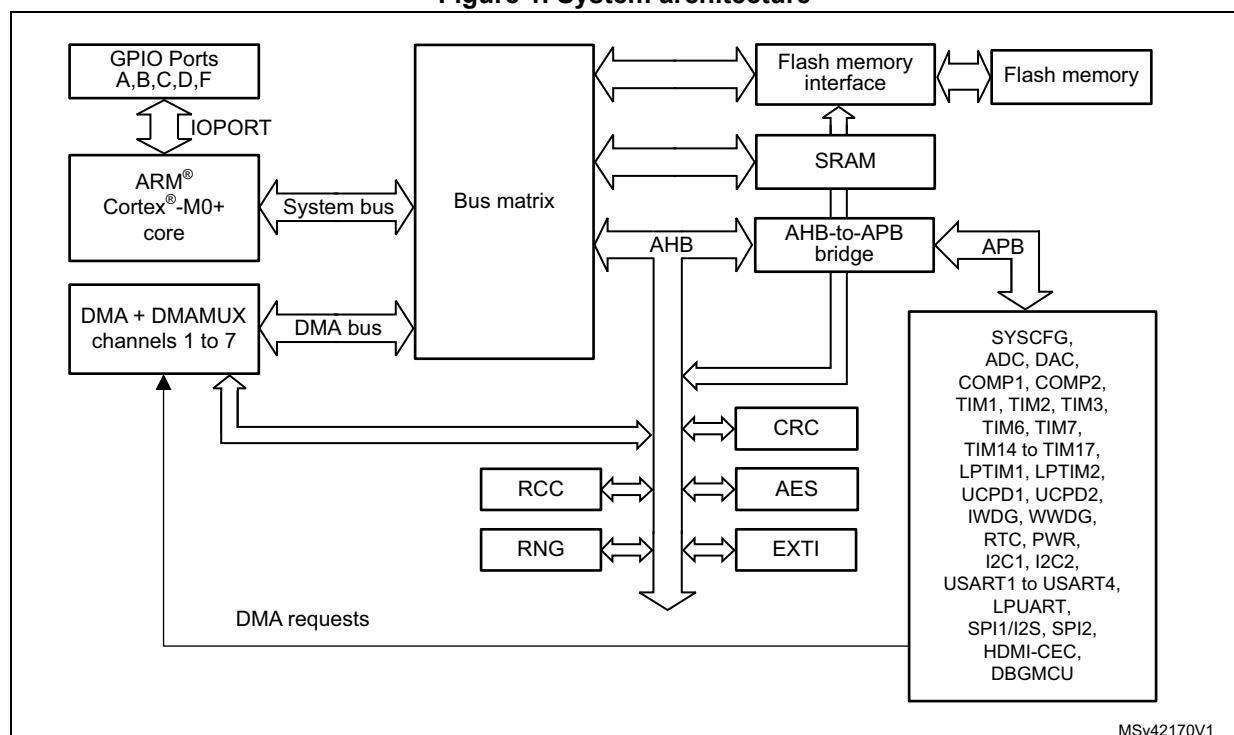 Figure 1. System architecture
GPIO Ports
A,B,C,D,F
IOPORT
ARM®
Cortex®-M0+
core
System bus
DMA + DMAMUX
channels 1 to 7
DMA bus
Bus matrix
Flash memory
interface
Flash memory
SRAM
AHB
AHB-to-APB
bridge
APB
CRC
RCC
AES
RNG
EXTI
DMA requests
SYSCFG,
ADC, DAC,
COMP1, COMP2,
TIM1, TIM2, TIM3,
TIM6, TIM7,
TIM14 to TIM17,
LPTIM1, LPTIM2,
UCPD1, UCPD2,
IWDG, WWDG,
RTC, PWR,
I2C1, I2C2,
USART1 to USART4,
LPUART,
SPI1/I2S, SPI2,
HDMI-CEC,
DBGMCU
MSv42170V1